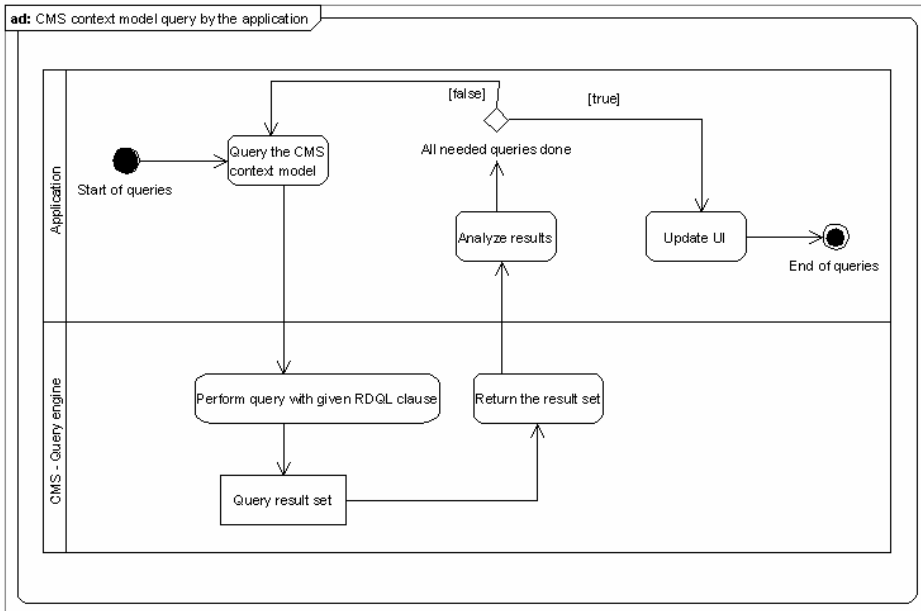 ad: CMS context model query by the application
[false]
[true]
Query the CMS
context model
All needed queries done
Start of queries
Application
Analyze results
Update UI
End of queries
Perform query with given RDQL clause
Return the result set
CMS - Query engine
Query result set